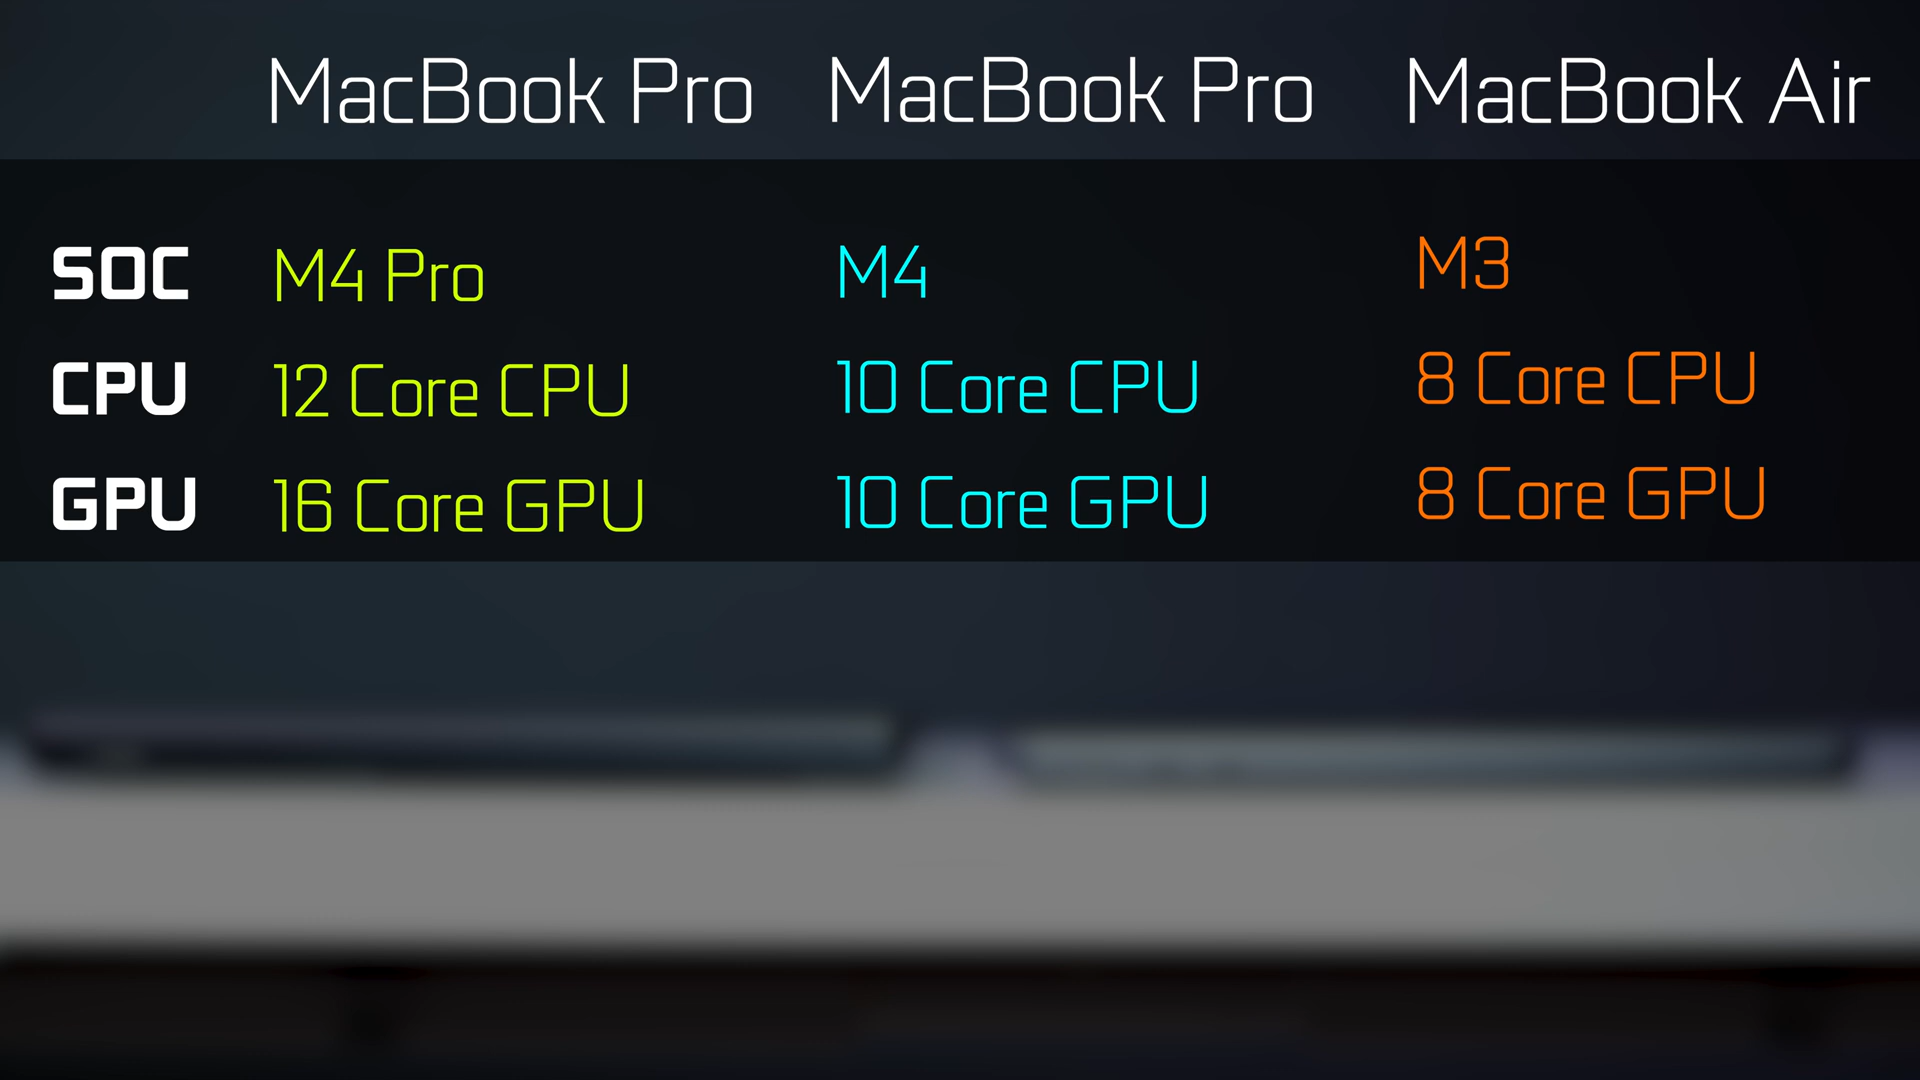 MacBook Pro MacBook Pro MacBook Air
SOC M4 Pro M4 M3
CPU 12 Core CPU 10 Core CPU 8 Core CPU
GPU 16 Core GPU 10 Core GPU 8 Core GPU